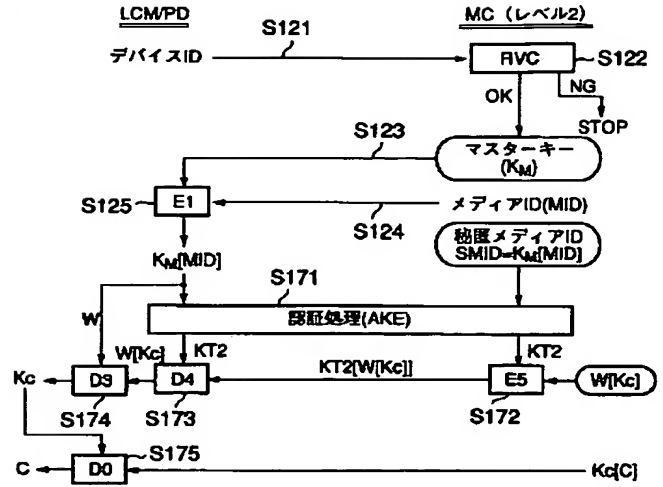 LCM/PD
MC (レベル2)
デバイスID
S121
RVC
S122
OK
NG
STOP
S123
マスターキー
(KM)
S125
E1
S124
メディアID(MID)
KM[MID]
秘匿メディアID
SMID=KM[MID]
S171
認証処理(AKE)
W
W[Kc]
KT2
KT2
Kc
D3
D4
KT2[W[Kc]]
E5
W[Kc]
S174
S173
S172
S175
C
D0
Kc[C]